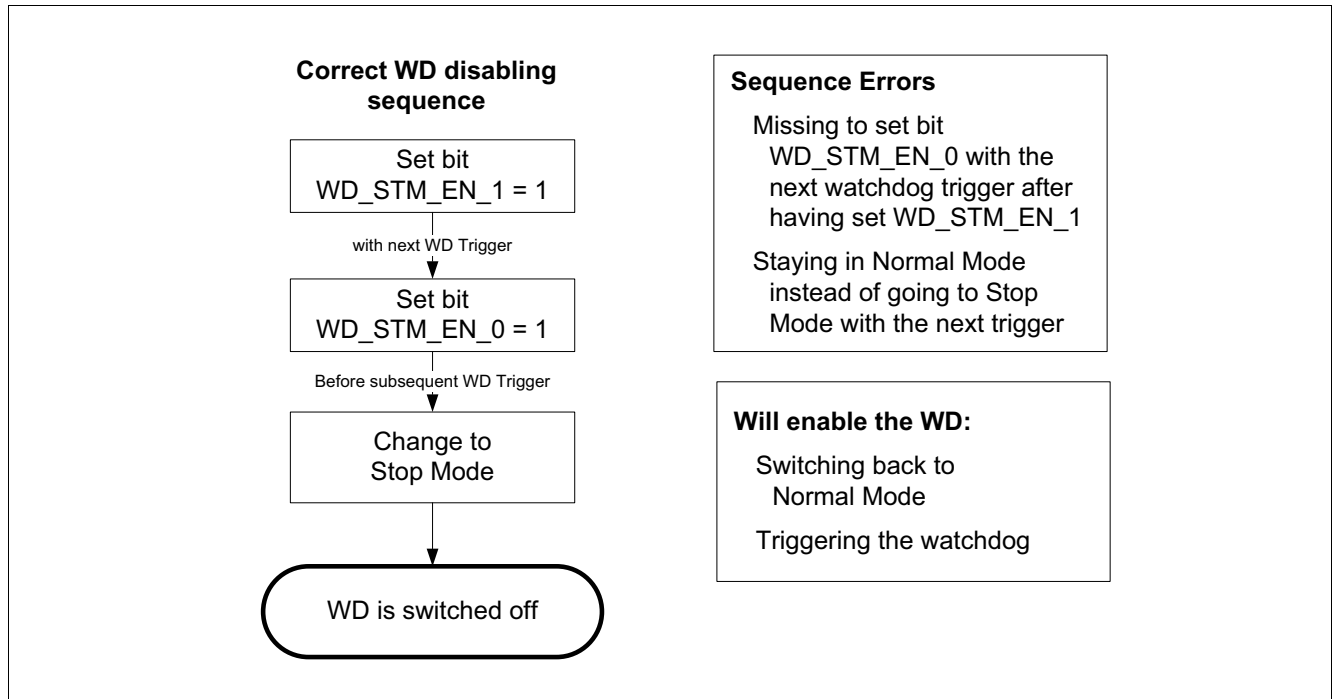 Correct WD disabling
sequence
Set bit
WD_STM_EN_1 = 1
with next WD Trigger
Set bit
WD_STM_EN_0 = 1
Before subsequent WD Trigger
Change to
Stop Mode
WD is switched off
Sequence Errors
Missing to set bit
WD_STM_EN_0 with the
next watchdog trigger after
having set WD_STM_EN_1
Staying in Normal Mode
instead of going to Stop
Mode with the next trigger
Will enable the WD:
Switching back to
Normal Mode
Triggering the watchdog